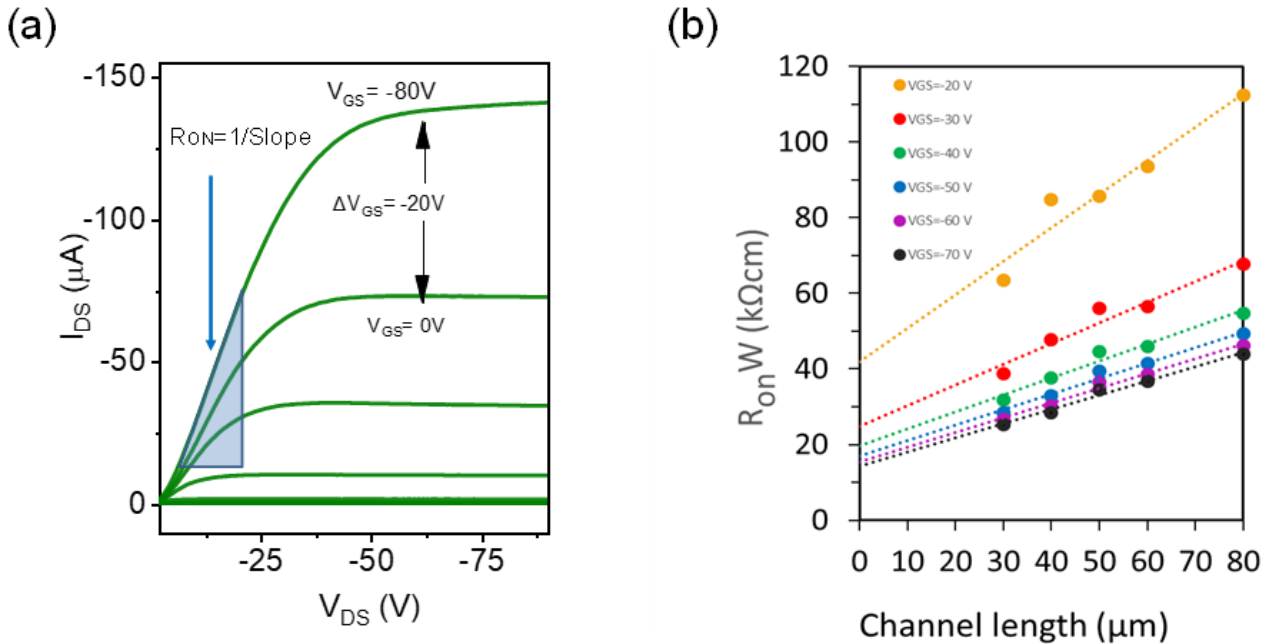 (a)
-150
-100
-50
0
I_DS (μA)
V_GS= -80V
R_ON=1/Slope
ΔV_GS= -20V
V_GS= 0V
-25
-50
-75
V_DS (V)
(b)
120
100
80
60
40
20
0
R_onW (kΩcm)
VGS=-20 V
VGS=-30 V
VGS=-40 V
VGS=-50 V
VGS=-60 V
VGS=-70 V
0 10 20 30 40 50 60 70 80
Channel length (μm)